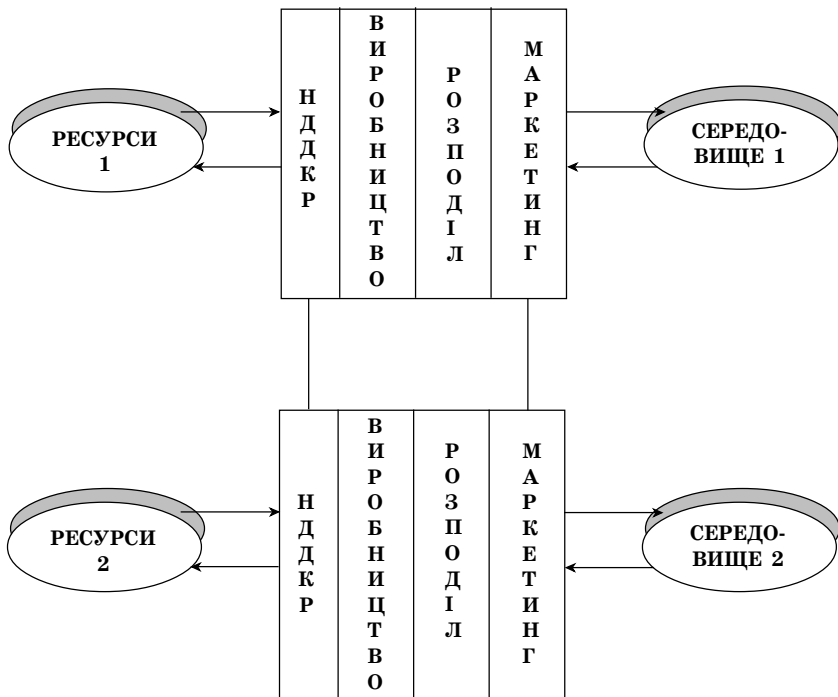 РЕСУРСИ
1
НДДКР
ВИРОБНИЦТВО
РОЗПОДІЛ
МАРКЕТИНГ
СЕРЕДО-
ВИЩЕ 1
РЕСУРСИ
2
НДДКР
ВИРОБНИЦТВО
РОЗПОДІЛ
МАРКЕТИНГ
СЕРЕДО-
ВИЩЕ 2